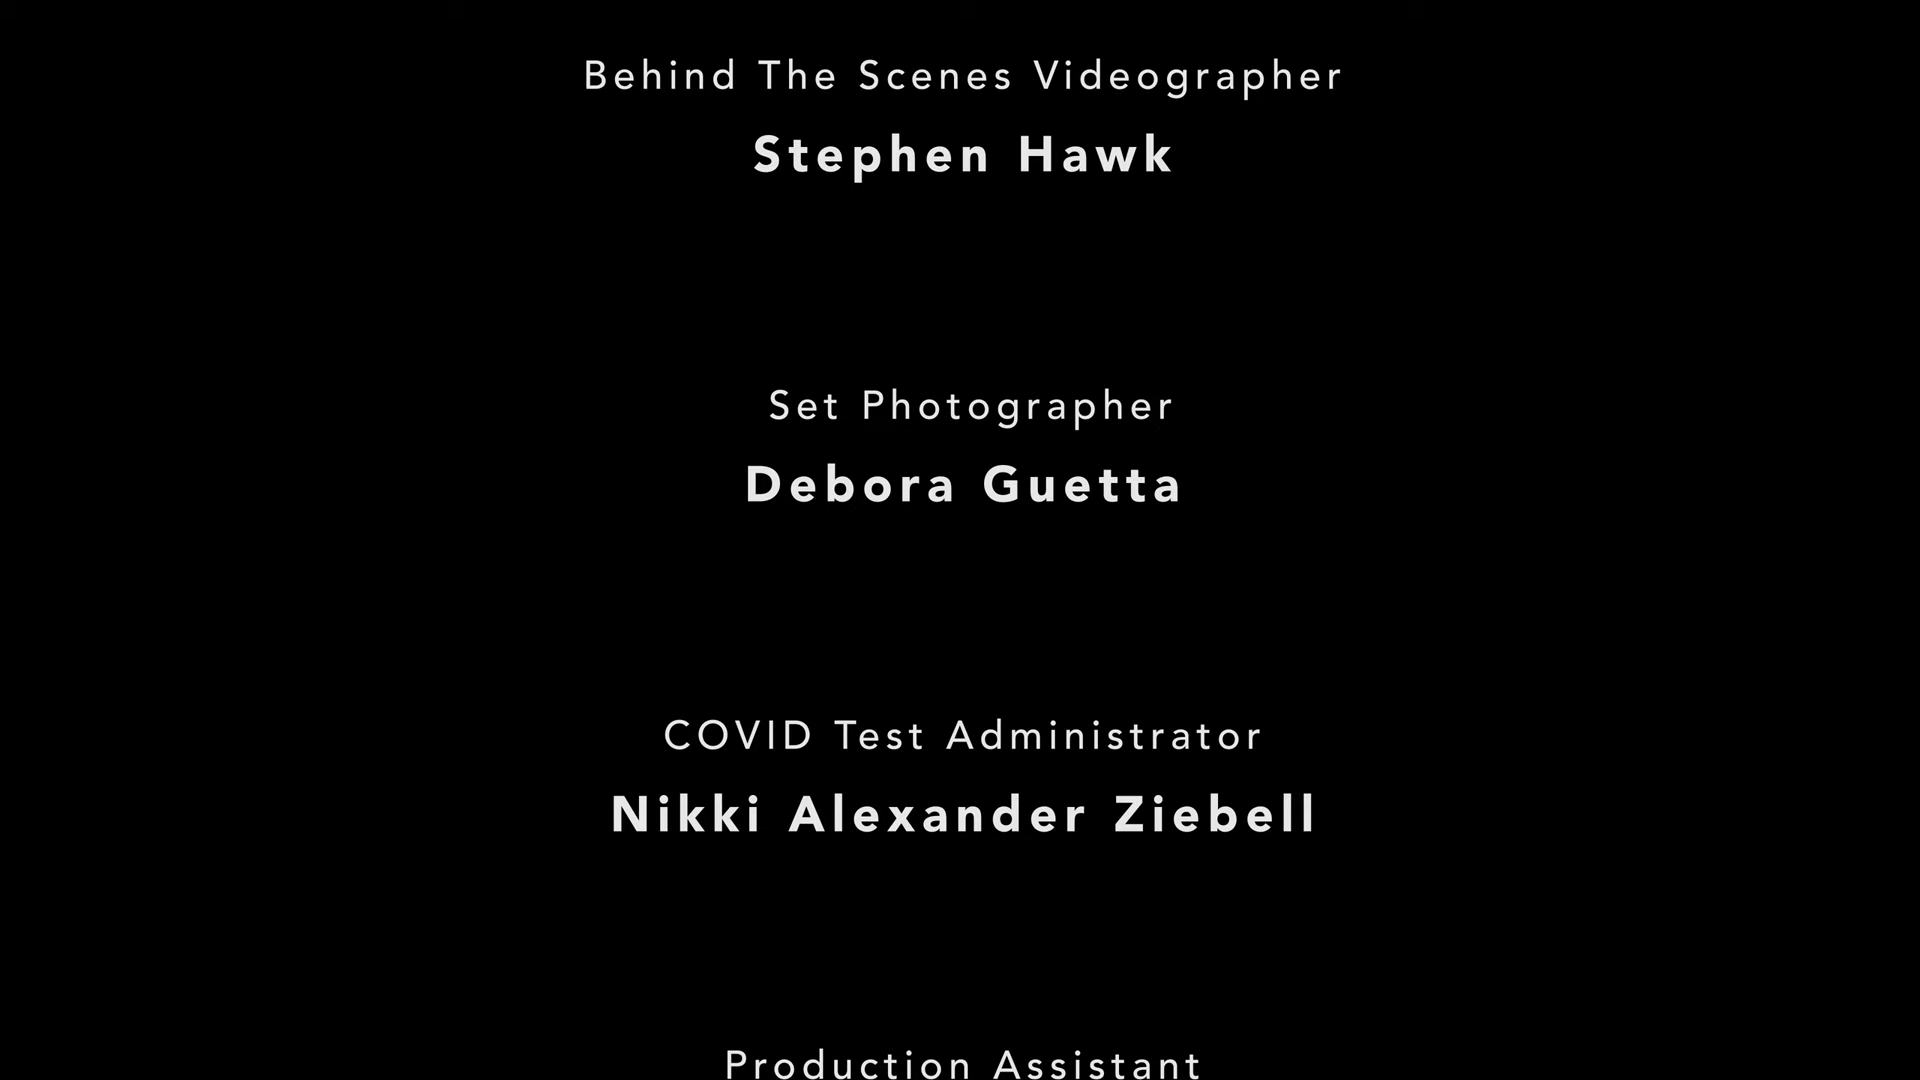 Behind The Scenes Videographer
Stephen Hawk
Set Photographer
Debora Guetta
COVID Test Administrator
Nikki Alexander Ziebell
Production Assistant